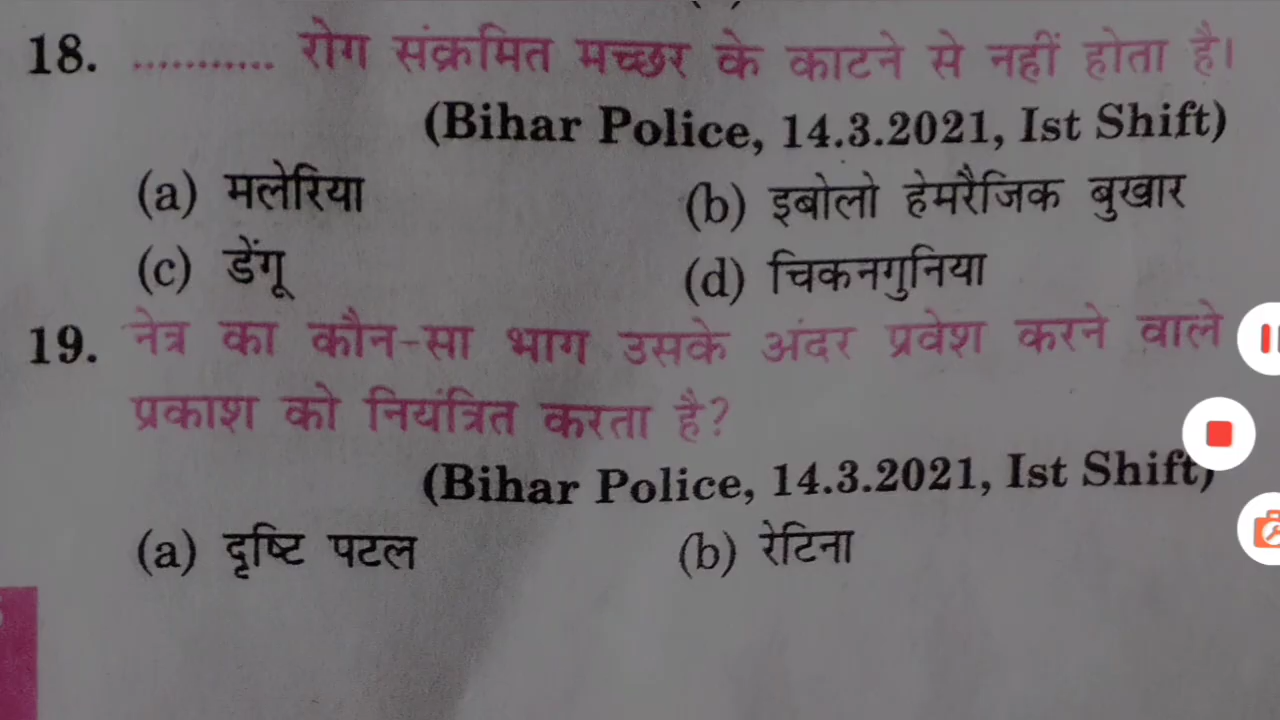 18. ........... रोग संक्रमित मच्छर के काटने से नहीं होता है।
(Bihar Police, 14.3.2021, Ist Shift)
(a) मलेरिया (b) इबोलो हेमरैजिक बुखार
(c) डेंगू (d) चिकनगुनिया
19. नेत्र का कौन-सा भाग उसके अंदर प्रवेश करने वाले
प्रकाश को नियंत्रित करता है?
(Bihar Police, 14.3.2021, Ist Shift)
(a) दृष्टि पटल (b) रेटिना